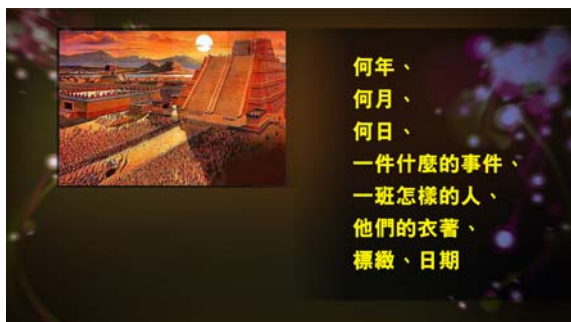 何年、
何月、
何日、
一件什麼的事件、
一班怎樣的人、
他們的衣著、
標緻、日期